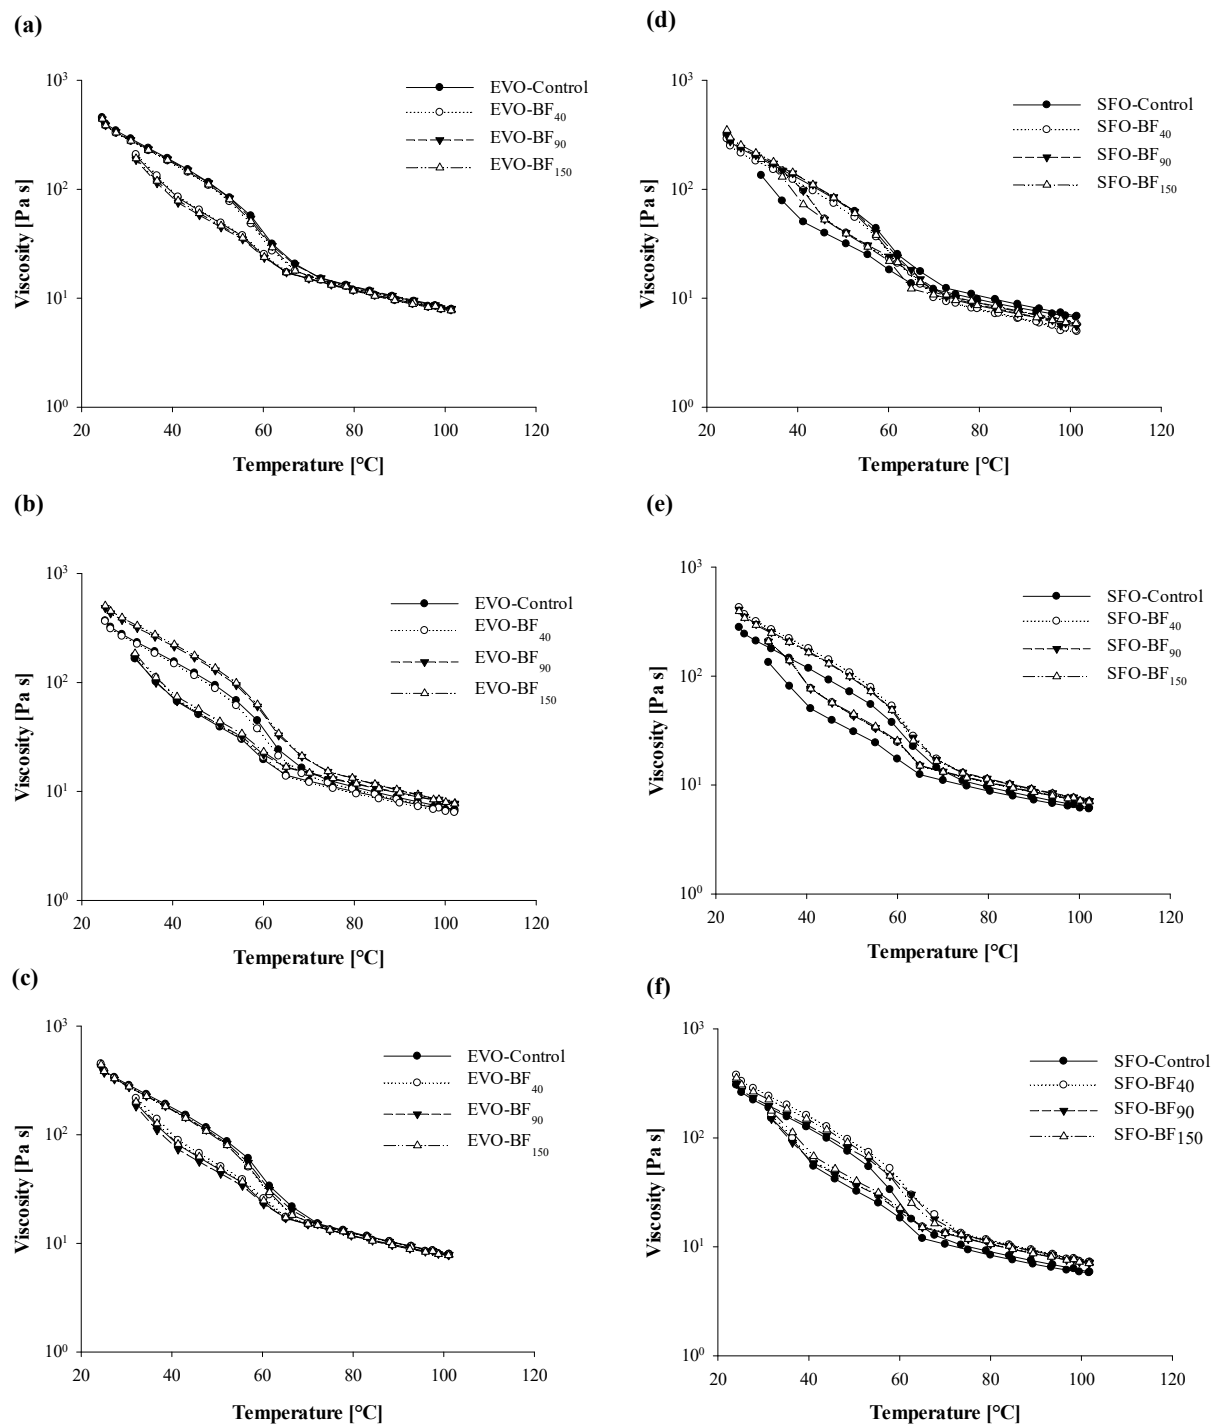 (a)
10³
10²
10¹
10⁰
Viscosity [Pa s]
EVO-Control
EVO-BF₄₀
EVO-BF₉₀
EVO-BF₁₅₀
20 40 60 80 100 120
Temperature [°C]
(d)
10³
10²
10¹
10⁰
Viscosity [Pa s]
SFO-Control
SFO-BF₄₀
SFO-BF₉₀
SFO-BF₁₅₀
20 40 60 80 100 120
Temperature [°C]
(b)
10³
10²
10¹
10⁰
Viscosity [Pa s]
EVO-Control
EVO-BF₄₀
EVO-BF₉₀
EVO-BF₁₅₀
20 40 60 80 100 120
Temperature [°C]
(e)
10³
10²
10¹
10⁰
Viscosity [Pa s]
SFO-Control
SFO-BF₄₀
SFO-BF₉₀
SFO-BF₁₅₀
20 40 60 80 100 120
Temperature [°C]
(c)
10³
10²
10¹
10⁰
Viscosity [Pa s]
EVO-Control
EVO-BF₄₀
EVO-BF₉₀
EVO-BF₁₅₀
20 40 60 80 100 120
Temperature [°C]
(f)
10³
10²
10¹
10⁰
Viscosity [Pa s]
SFO-Control
SFO-BF₄₀
SFO-BF₉₀
SFO-BF₁₅₀
20 40 60 80 100 120
Temperature [°C]